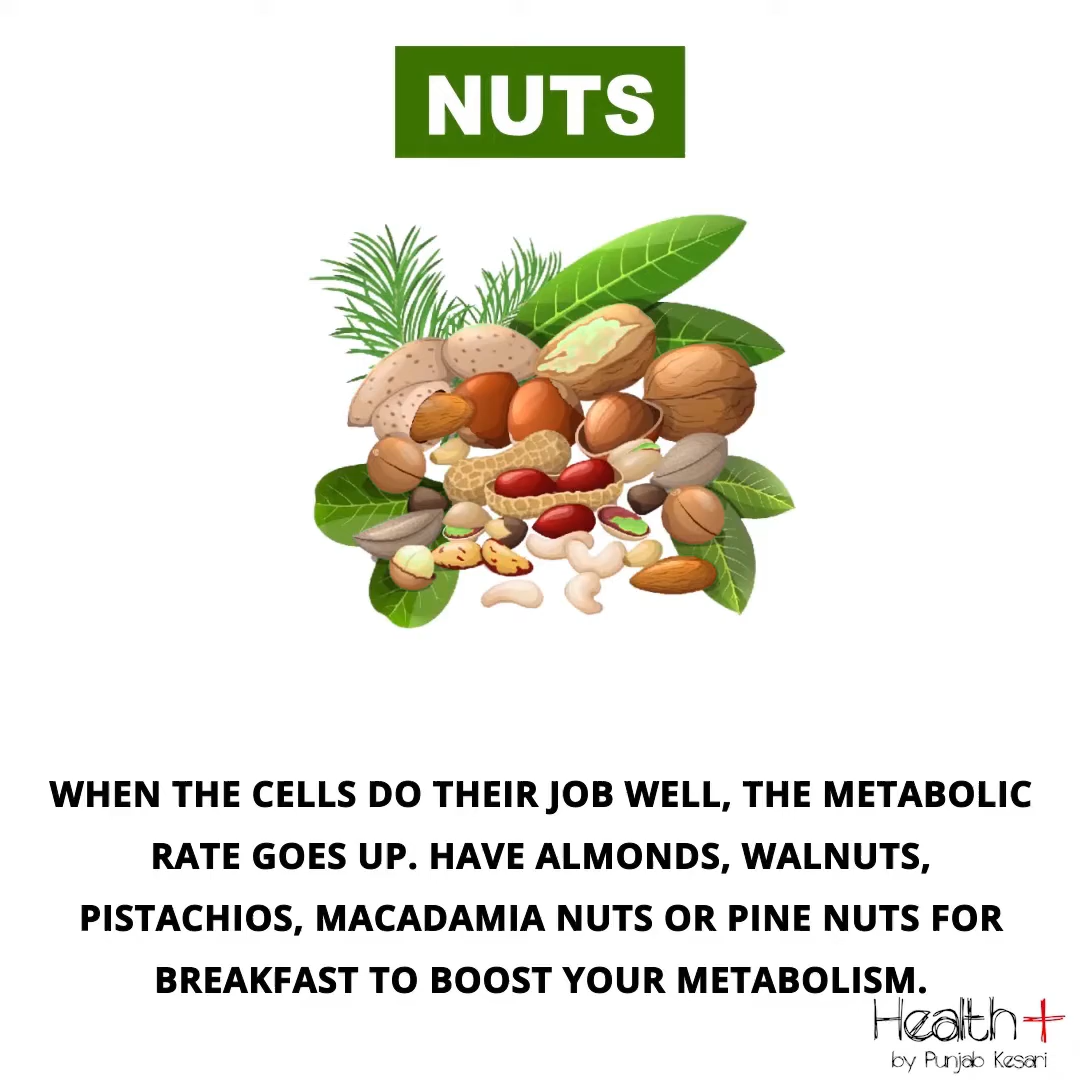 NUTS
WHEN THE CELLS DO THEIR JOB WELL, THE METABOLIC
RATE GOES UP. HAVE ALMONDS, WALNUTS,
PISTACHIOS, MACADAMIA NUTS OR PINE NUTS FOR
BREAKFAST TO BOOST YOUR METABOLISM.
Health+
by Punjab Kesari